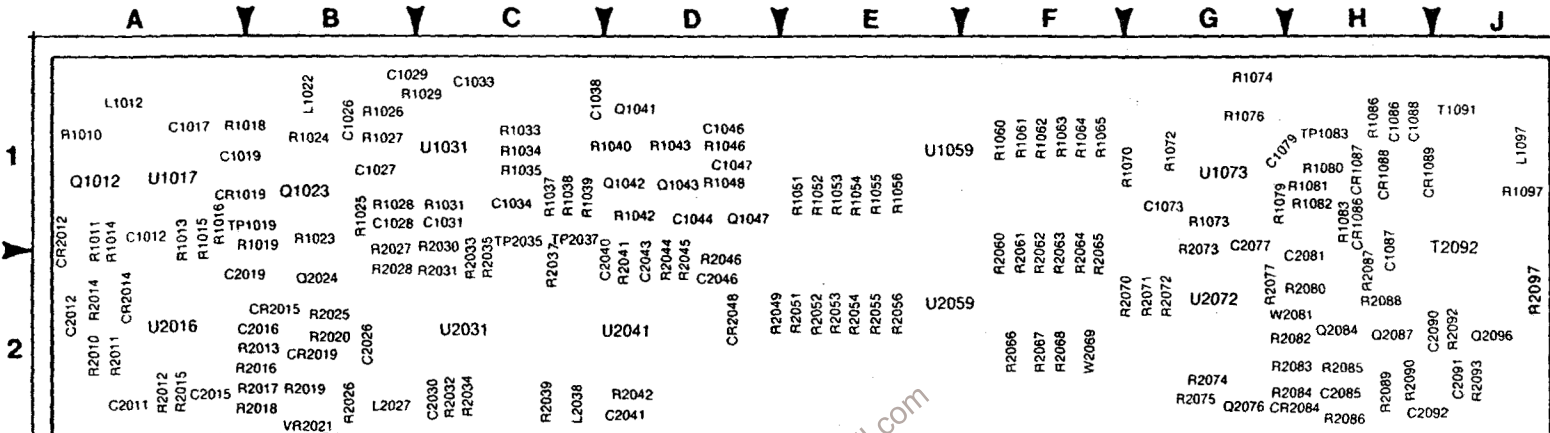 A B C D E F G H J
C1029 C1033 R1074
L1012 L1022 R1029 C1038 Q1041 R1086 C1086 C1088 T1091
C1026 R1026 R1076
R1010 C1017 R1018 R1024 R1027 R1033 C1046 R1060 R1061 R1062 R1063 R1064 R1065 R1072 C1079 TP1083 L1097
1 C1019 U1031 R1034 R1040 R1043 R1046 U1059 R1080 CR1087 CR1088 CR1089
C1027 R1035 C1047 R1070 U1073
Q1012 U1017 CR1019 Q1023 R1037 R1038 R1039 Q1042 Q1043 R1048 R1051 R1052 R1053 R1054 R1055 R1056 R1079 R1081 R1097
R1016 R1025 R1028 R1031 C1034 C1073 R1082
CR2012 R1011 R1014 C1012 R1013 R1015 TP1019 C1028 C1031 R1042 C1044 Q1047 R1073 R1083 CR1086
R1019 R1023 R2027 R2030 R2033 R2035 TP2035 TP2037 R2037 C2040 R2041 C2043 R2044 R2045 R2046 R2060 R2061 R2062 R2063 R2064 R2065 R2073 C2077 C2081 C1087 T2092
C2019 Q2024 R2028 R2031 C2046 R2077 R2087
C2012 R2014 CR2014 CR2015 R2025 CR2048 R2049 R2051 R2052 R2053 R2054 R2055 R2056 U2059 R2070 R2071 R2072 U2072 R2080 R2088 R2097
U2016 C2016 R2020 C2026 U2031 U2041 W2081 Q2084 Q2087 C2090 R2092 Q2096
2 R2010 R2011 R2013 CR2019 R2066 R2067 R2068 W2069 R2082
R2016 R2083 R2085
R2012 R2015 C2015 R2017 R2019 R2026 C2030 R2032 R2034 R2039 L2038 R2042 R2074 R2084 C2085 R2089 R2090 C2091 R2093
C2011 R2018 L2027 C2041 R2075 Q2076 CR2084 C2092
VR2021 R2086
.com